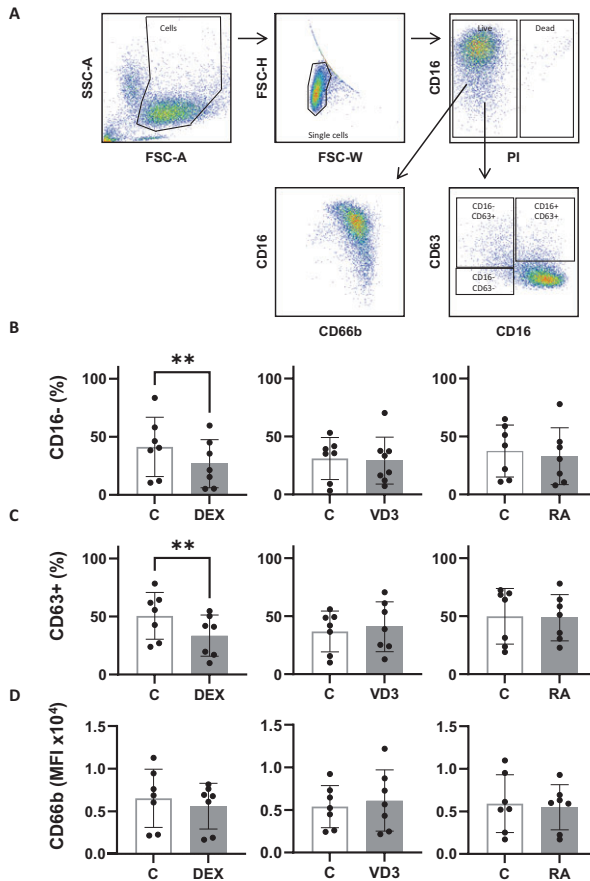 A
Cells
SSC-A
FSC-A
FSC-H
Single cells
FSC-W
Live
Dead
CD16
PI
CD16
CD66b
CD16-
CD63+
CD16+
CD63+
CD16-
CD63-
CD63
CD16
B
CD16- (%)
100
50
0
**
C
DEX
100
50
0
C
VD3
100
50
0
C
RA
C
CD63+ (%)
100
50
0
**
C
DEX
100
50
0
C
VD3
100
50
0
C
RA
D
CD66b (MFI x10⁴)
1.5
1.0
0.5
0.0
C
DEX
1.5
1.0
0.5
0.0
C
VD3
1.5
1.0
0.5
0.0
C
RA